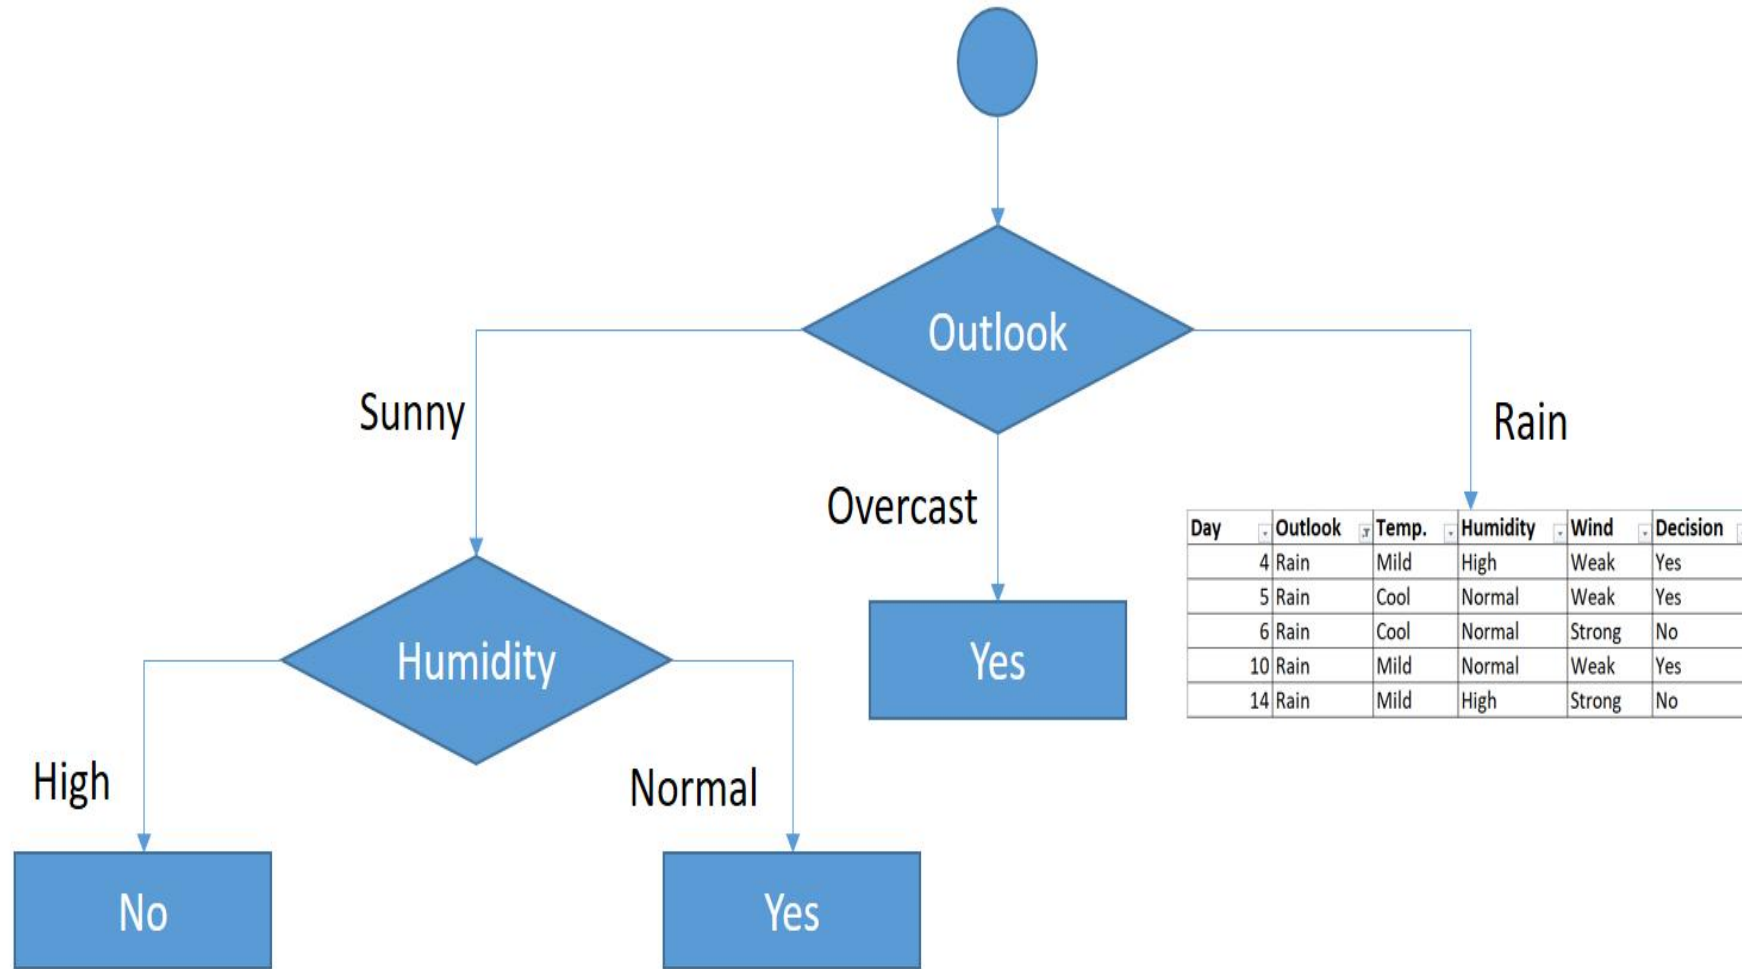 Outlook
Sunny
Rain
Overcast
Day Outlook Temp. Humidity Wind Decision
4 Rain Mild High Weak Yes
5 Rain Cool Normal Weak Yes
6 Rain Cool Normal Strong No
10 Rain Mild Normal Weak Yes
14 Rain Mild High Strong No
Humidity
Yes
High
Normal
No
Yes